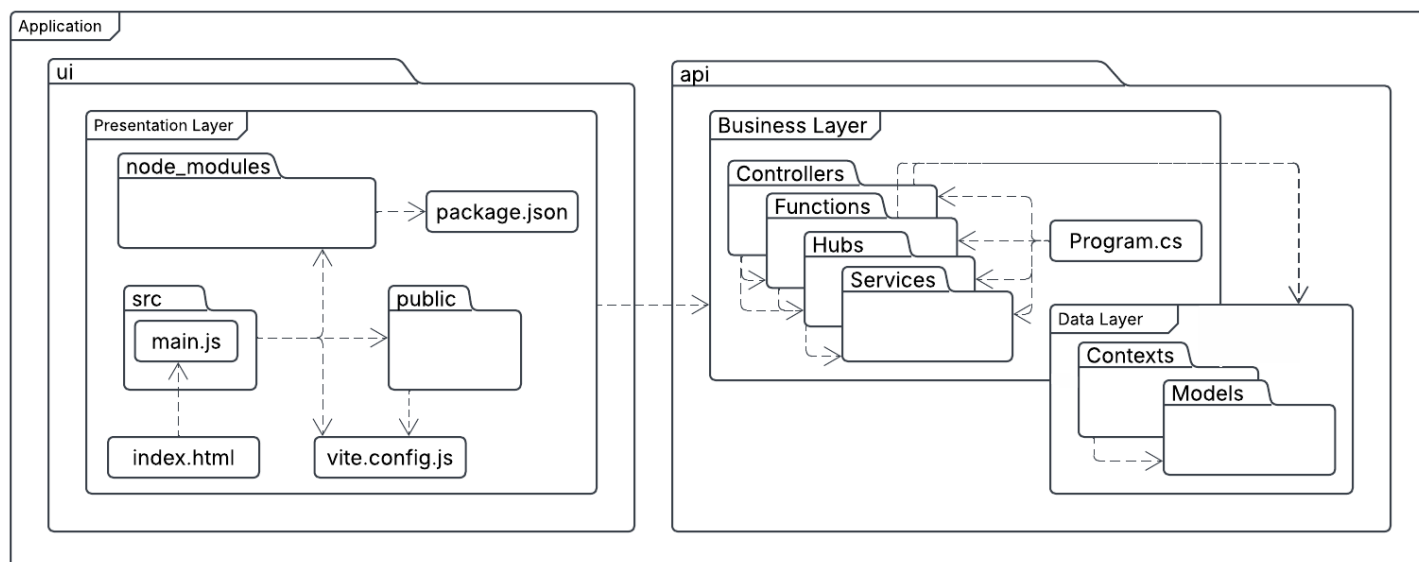 Application
ui
Presentation Layer
node_modules
package.json
src
main.js
public
index.html
vite.config.js
api
Business Layer
Controllers
Functions
Hubs
Services
Program.cs
Data Layer
Contexts
Models